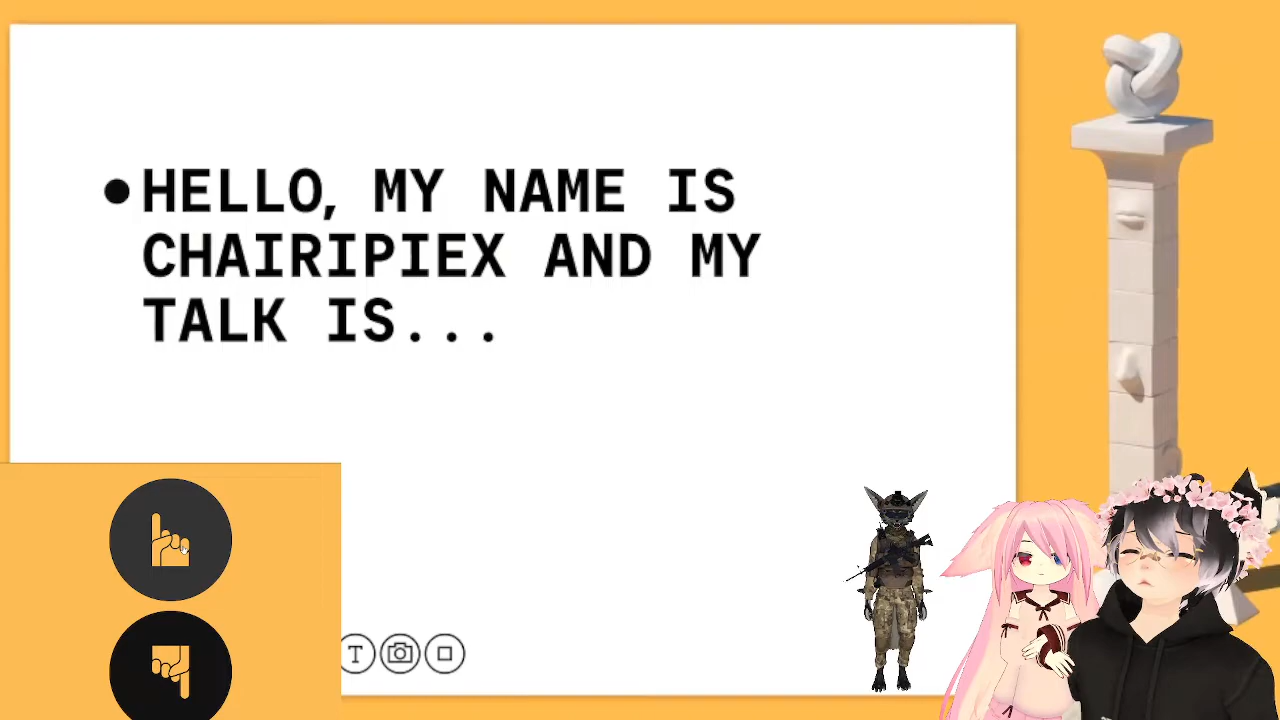 •HELLO, MY NAME IS
CHAIRIPIEX AND MY
TALK IS...
T